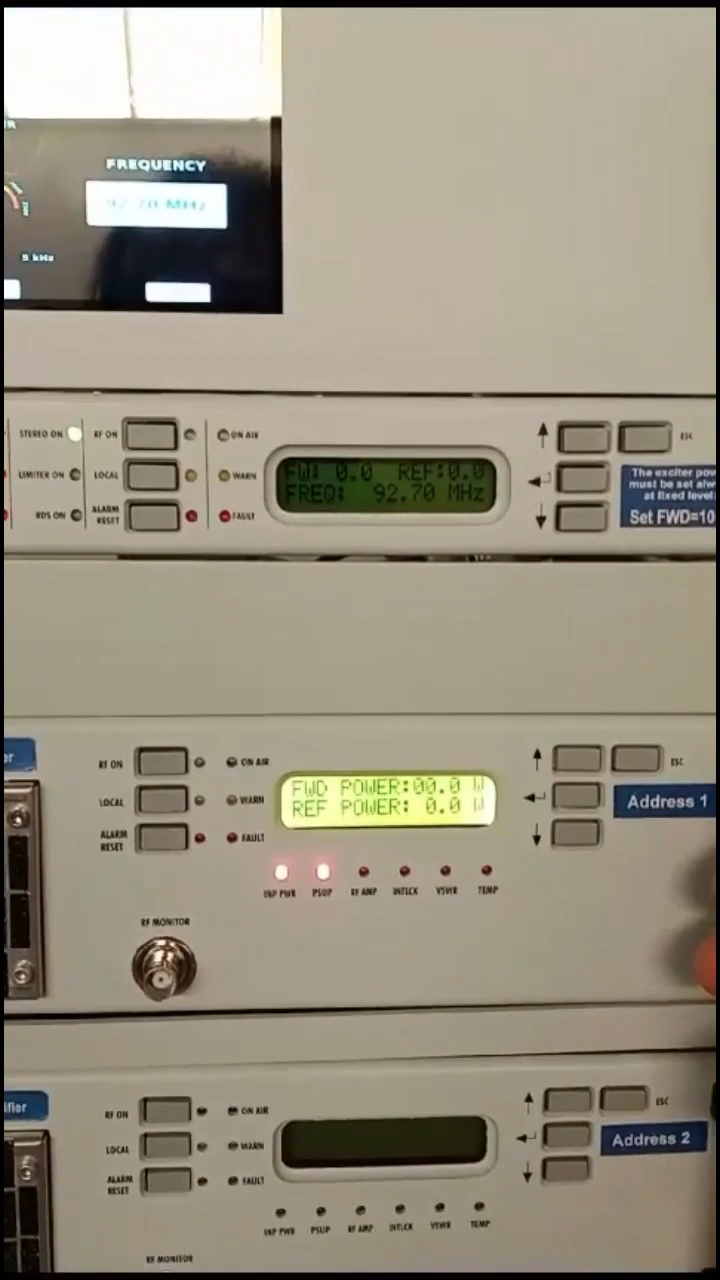 FREQUENCY
92.70 MHz
5 kHz
STEREO ON
RF ON
ON AIR
LIMITER ON
LOCAL
WARN
RDS ON
ALARM
RESET
FAULT
FW: 0.0 REF:0.0
FREQ: 92.70 MHz
ESC
The exciter pow
must be set alw
at fixed level
Set FWD=10
RF ON
ON AIR
LOCAL
WARN
ALARM
RESET
FAULT
FWD POWER:00.0 W
REF POWER: 0.0 W
ESC
Address 1
INP PWR
PSUP
RF AMP
INTLCK
VSWR
TEMP
RF MONITOR
ifier
RF ON
ON AIR
LOCAL
WARN
ALARM
RESET
FAULT
ESC
Address 2
INP PWR
PSUP
RF AMP
INTLCK
VSWR
TEMP
RF MONITOR